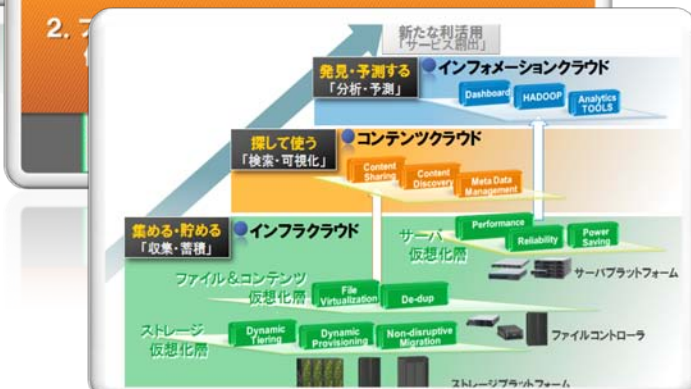 2.
新たな利活用
「サービス創出」
発見・予測する
「分析・予測」
インフォメーションクラウド
Dashboard
HADOOP
Analytics
TOOLS
探して使う
「検索・可視化」
コンテンツクラウド
Content
Sharing
Content
Discovery
Meta Data
Management
集める・貯める
「収集・蓄積」
インフラクラウド
サーバ
仮想化層
Performance
Reliability
Power
Saving
サーバプラットフォーム
ファイル&コンテンツ
仮想化層
File
Virtualization
De-dup
ファイルコントローラ
ストレージ
仮想化層
Dynamic
Tiering
Dynamic
Provisioning
Non-disruptive
Migration
ストレージプラットフォーム